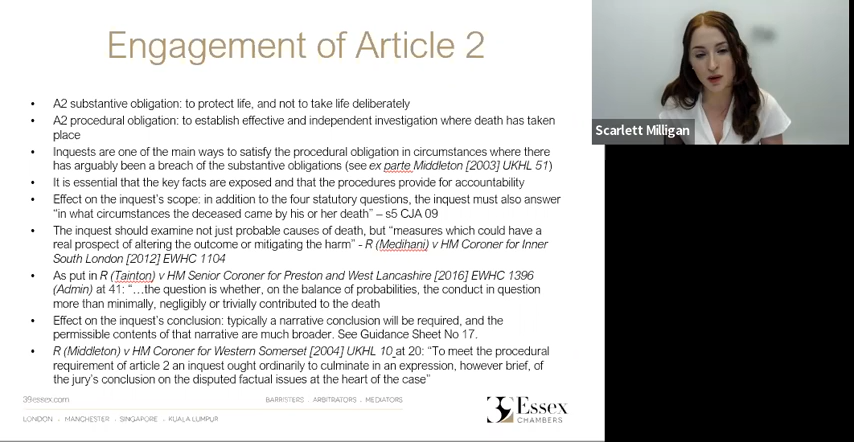 Engagement of Article 2
• A2 substantive obligation: to protect life, and not to take life deliberately
• A2 procedural obligation: to establish effective and independent investigation where death has taken
place
• Inquests are one of the main ways to satisfy the procedural obligation in circumstances where there
has arguably been a breach of the substantive obligations (see ex parte Middleton [2003] UKHL 51)
• It is essential that the key facts are exposed and that the procedures provide for accountability
• Effect on the inquest's scope: in addition to the four statutory questions, the inquest must also answer
"in what circumstances the deceased came by his or her death" – s5 CJA 09
• The inquest should examine not just probable causes of death, but "measures which could have a
real prospect of altering the outcome or mitigating the harm" - R (Medihani) v HM Coroner for Inner
South London [2012] EWHC 1104
• As put in R (Tainton) v HM Senior Coroner for Preston and West Lancashire [2016] EWHC 1396
(Admin) at 41: "…the question is whether, on the balance of probabilities, the conduct in question
more than minimally, negligibly or trivially contributed to the death
• Effect on the inquest's conclusion: typically a narrative conclusion will be required, and the
permissible contents of that narrative are much broader. See Guidance Sheet No 17.
• R (Middleton) v HM Coroner for Western Somerset [2004] UKHL 10 at 20: "To meet the procedural
requirement of article 2 an inquest ought ordinarily to culminate in an expression, however brief, of
the jury's conclusion on the disputed factual issues at the heart of the case"
39essex.com
BARRISTERS . ARBITRATORS . MEDIATORS
LONDON . MANCHESTER . SINGAPORE . KUALA LUMPUR
39 Essex
CHAMBERS
Scarlett Milligan